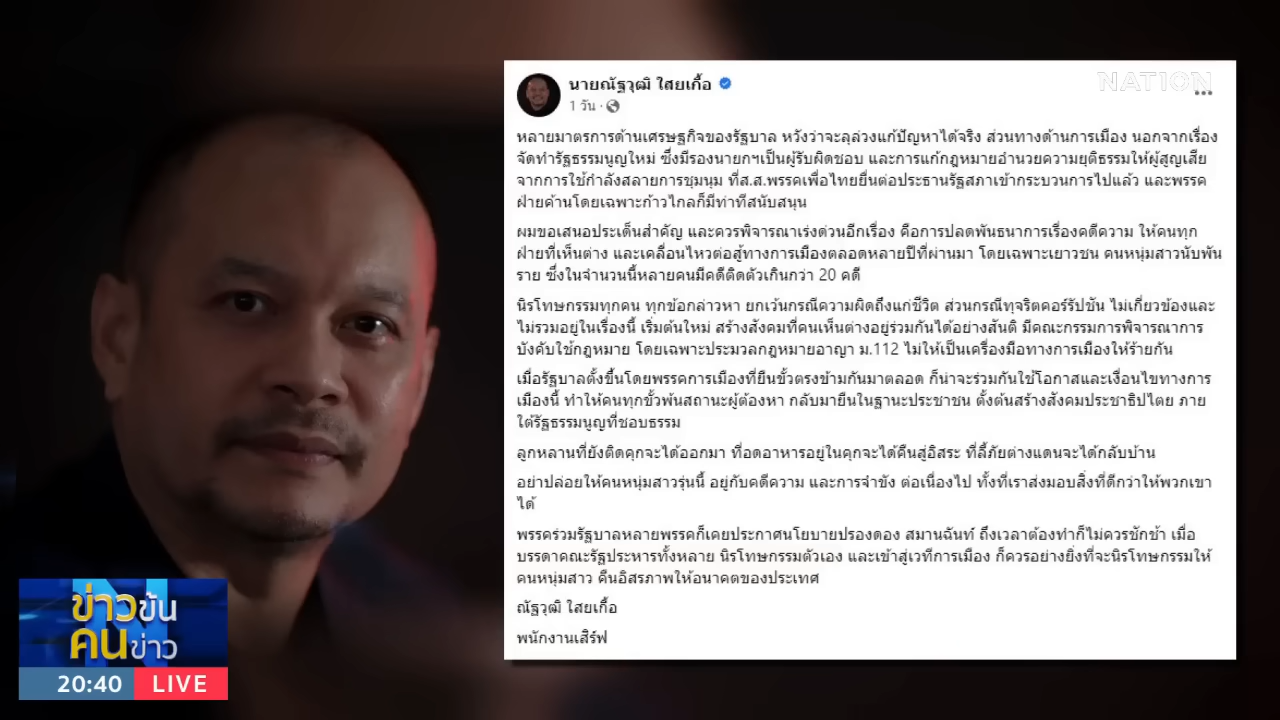 นายณัฐวุฒิ ใสยเกื้อ
NATION
1 วัน ·
หลายมาตรการด้านเศรษฐกิจของรัฐบาล หวังว่าจะลุล่วงแก้ปัญหาได้จริง ส่วนทางด้านการเมือง นอกจากเรื่อง
จัดทำรัฐธรรมนูญใหม่ ซึ่งมีรองนายกฯเป็นผู้รับผิดชอบ และการแก้กฎหมายอำนวยความยุติธรรมให้ผู้สูญเสีย
จากการใช้กำลังสลายการชุมนุม ที่ส.ส.พรรคเพื่อไทยยื่นต่อประธานรัฐสภาเข้ากระบวนการไปแล้ว และพรรค
ฝ่ายค้านโดยเฉพาะก้าวไกลก็มีท่าทีสนับสนุน
ผมขอเสนอประเด็นสำคัญ และควรพิจารณาเร่งด่วนอีกเรื่อง คือการปลดพันธนาการเรื่องคดีความ ให้คนทุก
ฝ่ายที่เห็นต่าง และเคลื่อนไหวต่อสู้ทางการเมืองตลอดหลายปีที่ผ่านมา โดยเฉพาะเยาวชน คนหนุ่มสาวนับพัน
ราย ซึ่งในจำนวนนี้หลายคนมีคดีติดตัวเกินกว่า 20 คดี
นิรโทษกรรมทุกคน ทุกข้อกล่าวหา ยกเว้นกรณีความผิดถึงแก่ชีวิต ส่วนกรณีทุจริตคอร์รัปชัน ไม่เกี่ยวข้องและ
ไม่รวมอยู่ในเรื่องนี้ เริ่มต้นใหม่ สร้างสังคมที่คนเห็นต่างอยู่ร่วมกันได้อย่างสันติ มีคณะกรรมการพิจารณาการ
บังคับใช้กฎหมาย โดยเฉพาะประมวลกฎหมายอาญา ม.112 ไม่ให้เป็นเครื่องมือทางการเมืองให้ร้ายกัน
เมื่อรัฐบาลตั้งขึ้นโดยพรรคการเมืองที่ยืนขั้วตรงข้ามกันมาตลอด ก็น่าจะร่วมกันใช้โอกาสและเงื่อนไขทางการ
เมืองนี้ ทำให้คนทุกขั้วพ้นสถานะผู้ต้องหา กลับมายืนในฐานะประชาชน ตั้งต้นสร้างสังคมประชาธิปไตย ภาย
ใต้รัฐธรรมนูญที่ชอบธรรม
ลูกหลานที่ยังติดคุกจะได้ออกมา ที่อดอาหารอยู่ในคุกจะได้คืนสู่อิสระ ที่ลี้ภัยต่างแดนจะได้กลับบ้าน
อย่าปล่อยให้คนหนุ่มสาวรุ่นนี้ อยู่กับคดีความ และการจำขัง ต่อเนื่องไป ทั้งที่เราส่งมอบสิ่งที่ดีกว่าให้พวกเขา
ได้
พรรคร่วมรัฐบาลหลายพรรคก็เคยประกาศนโยบายปรองดอง สมานฉันท์ ถึงเวลาต้องทำก็ไม่ควรชักช้า เมื่อ
บรรดาคณะรัฐประหารทั้งหลาย นิรโทษกรรมตัวเอง และเข้าสู่เวทีการเมือง ก็ควรอย่างยิ่งที่จะนิรโทษกรรมให้
คนหนุ่มสาว คืนอิสรภาพให้อนาคตของประเทศ
ณัฐวุฒิ ใสยเกื้อ
พนักงานเสิร์ฟ
ข่าวข้น
คนข่าว
20:40 LIVE